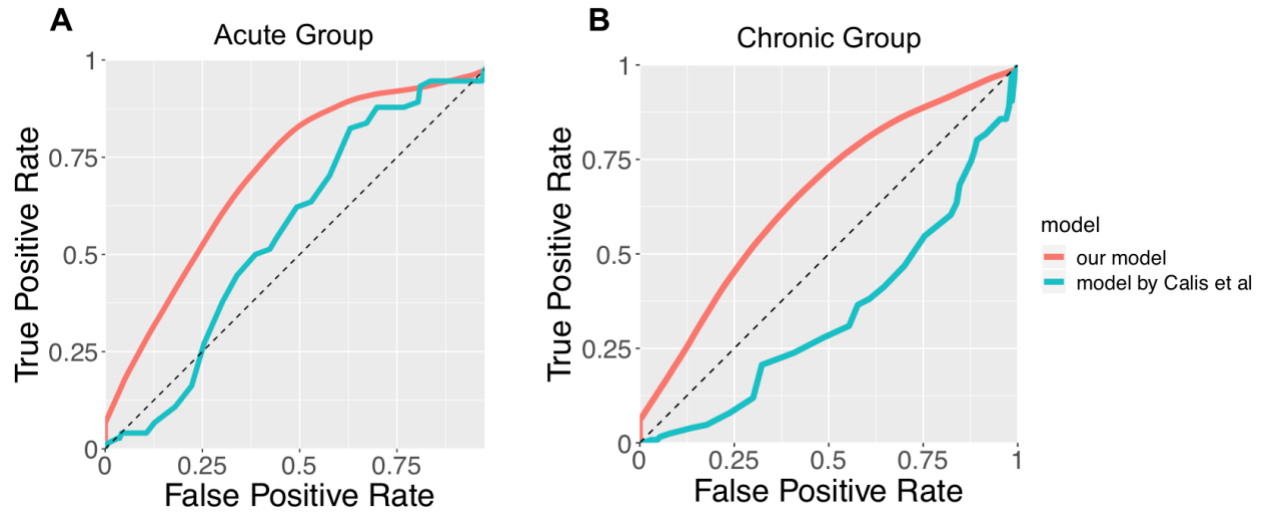 A
Acute Group
True Positive Rate
1
0.75
0.5
0.25
0
0
0.25
0.5
0.75
False Positive Rate
B
Chronic Group
True Positive Rate
1
0.75
0.5
0.25
0
0
0.25
0.5
0.75
1
False Positive Rate
model
our model
model by Calis et al